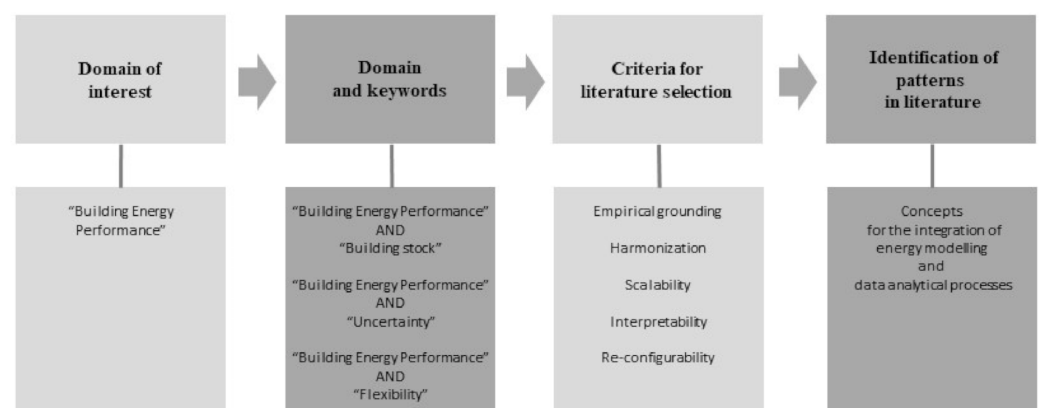 Domain of
interest
Domain
and keywords
Criteria for
literature selection
Identification of
patterns
in literature
“Building Energy
Performance”
“Building Energy Performance”
AND
“Building stock”
“Building Energy Performance”
AND
“Uncertainty”
“Building Energy Performance”
AND
“Flexibility”
Empirical grounding
Harmonization
Scalability
Interpretability
Re-configurability
Concepts
for the integration of
energy modelling
and
data analytical processes